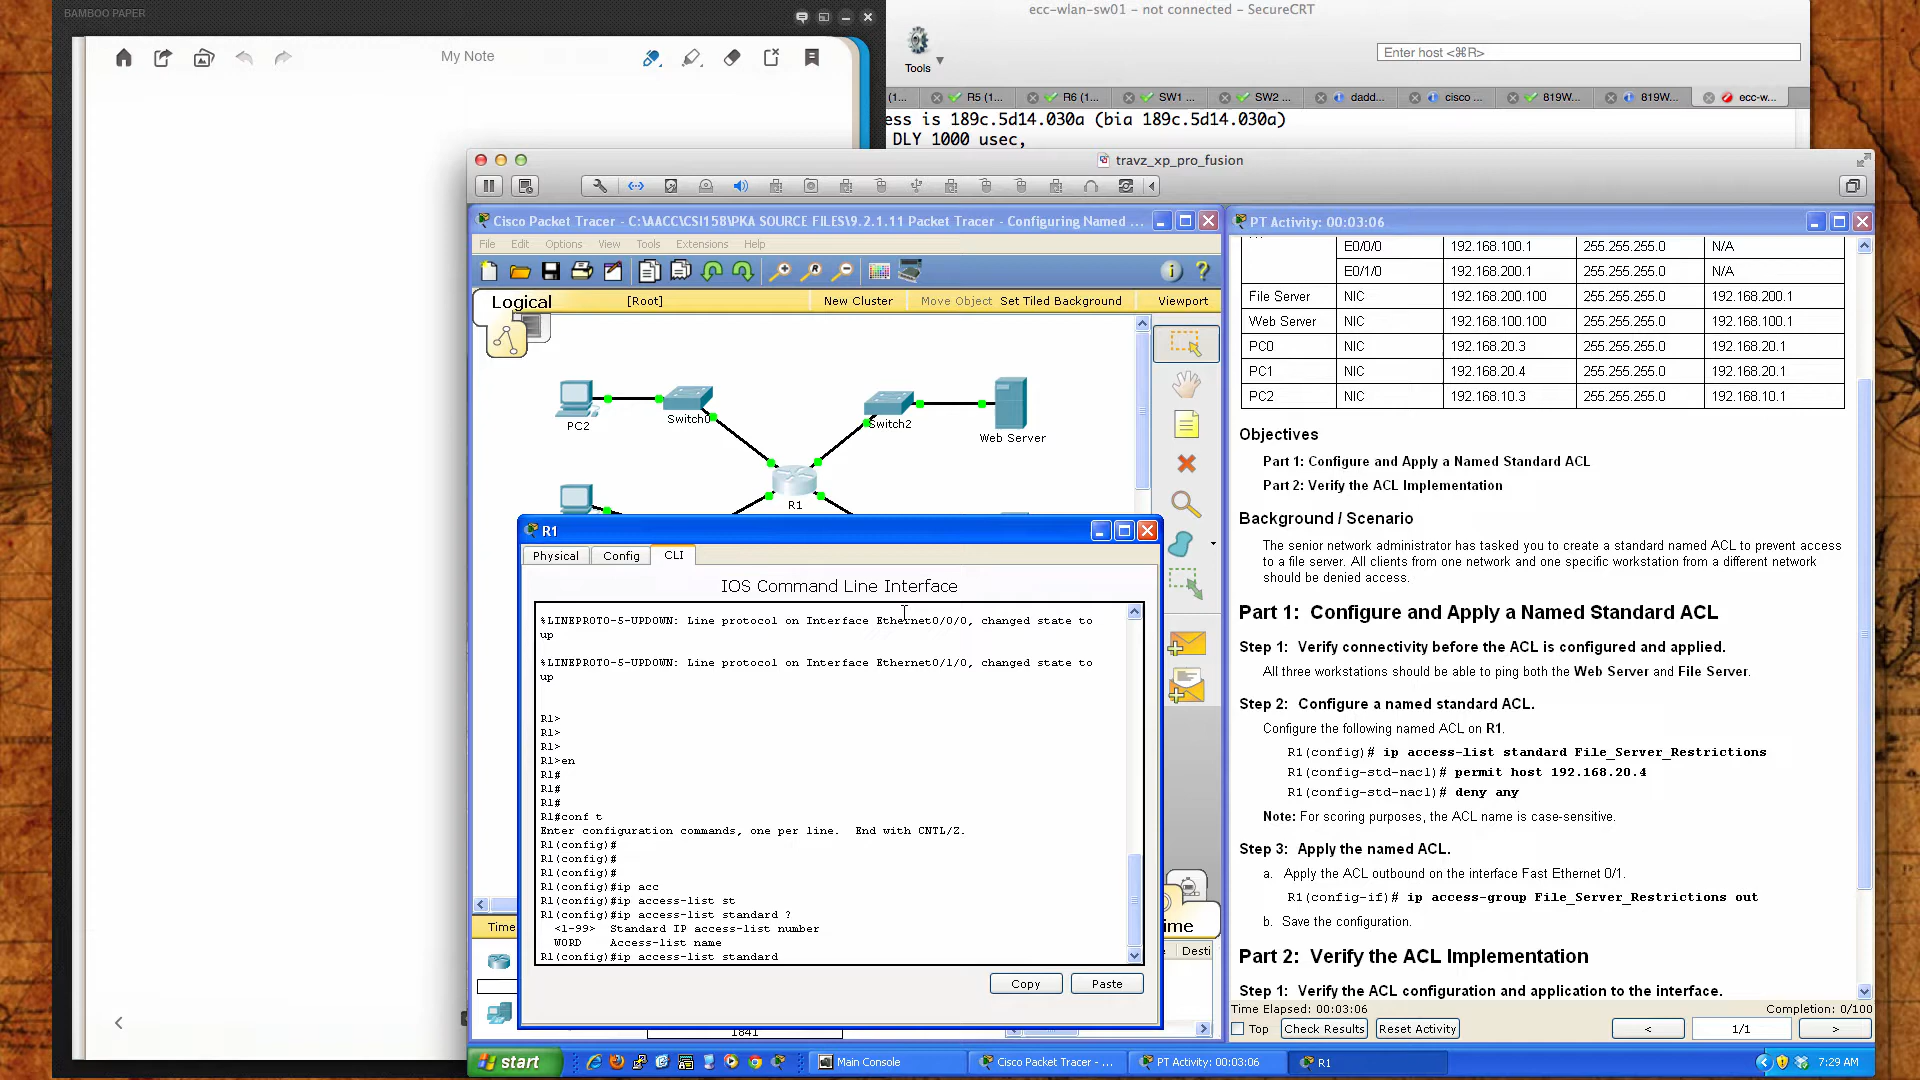 BAMBOO PAPER
My Note
ecc-wlan-sw01 - not connected - SecureCRT
Tools
Enter host <⌘R>
(1...
R5 (1...
R6 (1...
SW1 ...
SW2 ...
dadd...
cisco ...
819W...
819W...
ecc-w...
ess is 189c.5d14.030a (bia 189c.5d14.030a)
DLY 1000 usec,
travz_xp_pro_fusion
Cisco Packet Tracer - C:\AACC\CSI158\PKA SOURCE FILES\9.2.1.11 Packet Tracer - Configuring Named ...
File Edit Options View Tools Extensions Help
Logical
[Root]
New Cluster
Move Object
Set Tiled Background
Viewport
PC2
Switch0
Switch2
Web Server
R1
R1
Physical
Config
CLI
IOS Command Line Interface
%LINEPROTO-5-UPDOWN: Line protocol on Interface Ethernet0/0/0, changed state to
up
%LINEPROTO-5-UPDOWN: Line protocol on Interface Ethernet0/1/0, changed state to
up
R1>
R1>
R1>
R1>en
R1#
R1#
R1#
R1#conf t
Enter configuration commands, one per line.  End with CNTL/Z.
R1(config)#
R1(config)#
R1(config)#
R1(config)#ip acc
R1(config)#ip access-list st
R1(config)#ip access-list standard ?
<1-99>  Standard IP access-list number
WORD    Access-list name
R1(config)#ip access-list standard
Copy
Paste
Time
ime
Desti
1841
PT Activity: 00:03:06
E0/0/0 192.168.100.1 255.255.255.0 N/A
E0/1/0 192.168.200.1 255.255.255.0 N/A
File Server NIC 192.168.200.100 255.255.255.0 192.168.200.1
Web Server NIC 192.168.100.100 255.255.255.0 192.168.100.1
PC0 NIC 192.168.20.3 255.255.255.0 192.168.20.1
PC1 NIC 192.168.20.4 255.255.255.0 192.168.20.1
PC2 NIC 192.168.10.3 255.255.255.0 192.168.10.1
Objectives
Part 1: Configure and Apply a Named Standard ACL
Part 2: Verify the ACL Implementation
Background / Scenario
The senior network administrator has tasked you to create a standard named ACL to prevent access
to a file server. All clients from one network and one specific workstation from a different network
should be denied access.
Part 1: Configure and Apply a Named Standard ACL
Step 1: Verify connectivity before the ACL is configured and applied.
All three workstations should be able to ping both the Web Server and File Server.
Step 2: Configure a named standard ACL.
Configure the following named ACL on R1.
R1(config)# ip access-list standard File_Server_Restrictions
R1(config-std-nacl)# permit host 192.168.20.4
R1(config-std-nacl)# deny any
Note: For scoring purposes, the ACL name is case-sensitive.
Step 3: Apply the named ACL.
a. Apply the ACL outbound on the interface Fast Ethernet 0/1.
R1(config-if)# ip access-group File_Server_Restrictions out
b. Save the configuration.
Part 2: Verify the ACL Implementation
Step 1: Verify the ACL configuration and application to the interface.
Time Elapsed: 00:03:06
Completion: 0/100
Top
Check Results
Reset Activity
<
1/1
>
start
Main Console
Cisco Packet Tracer - ...
PT Activity: 00:03:06
R1
7:29 AM